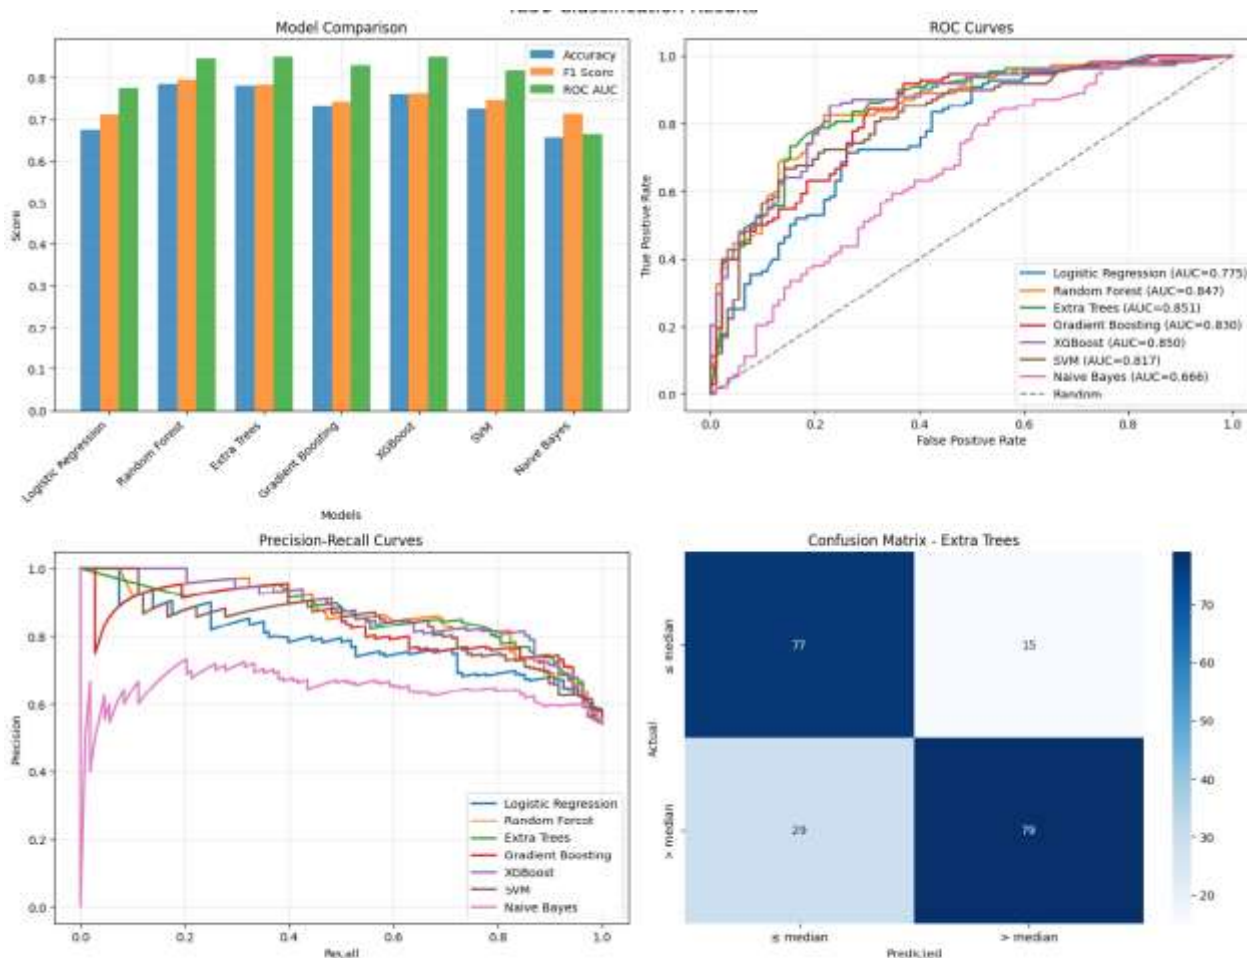 Classification Results
Model Comparison
Accuracy
F1 Score
ROC AUC
0.8
0.7
0.6
0.5
0.4
0.3
0.2
0.1
0.0
Score
Logistic Regression
Random Forest
Extra Trees
Gradient Boosting
XGBoost
SVM
Naive Bayes
Models
ROC Curves
1.0
0.8
0.6
0.4
0.2
0.0
True Positive Rate
Logistic Regression (AUC=0.775)
Random Forest (AUC=0.847)
Extra Trees (AUC=0.851)
Gradient Boosting (AUC=0.830)
XGBoost (AUC=0.850)
SVM (AUC=0.817)
Naive Bayes (AUC=0.666)
Random
0.0 0.2 0.4 0.6 0.8 1.0
False Positive Rate
Precision-Recall Curves
1.0
0.8
0.6
0.4
0.2
0.0
Precision
Logistic Regression
Random Forest
Extra Trees
Gradient Boosting
XGBoost
SVM
Naive Bayes
0.0 0.2 0.4 0.6 0.8 1.0
Recall
Confusion Matrix - Extra Trees
77 15
29 79
Actual
≤ median
> median
≤ median > median
Predicted
70
60
50
40
30
20